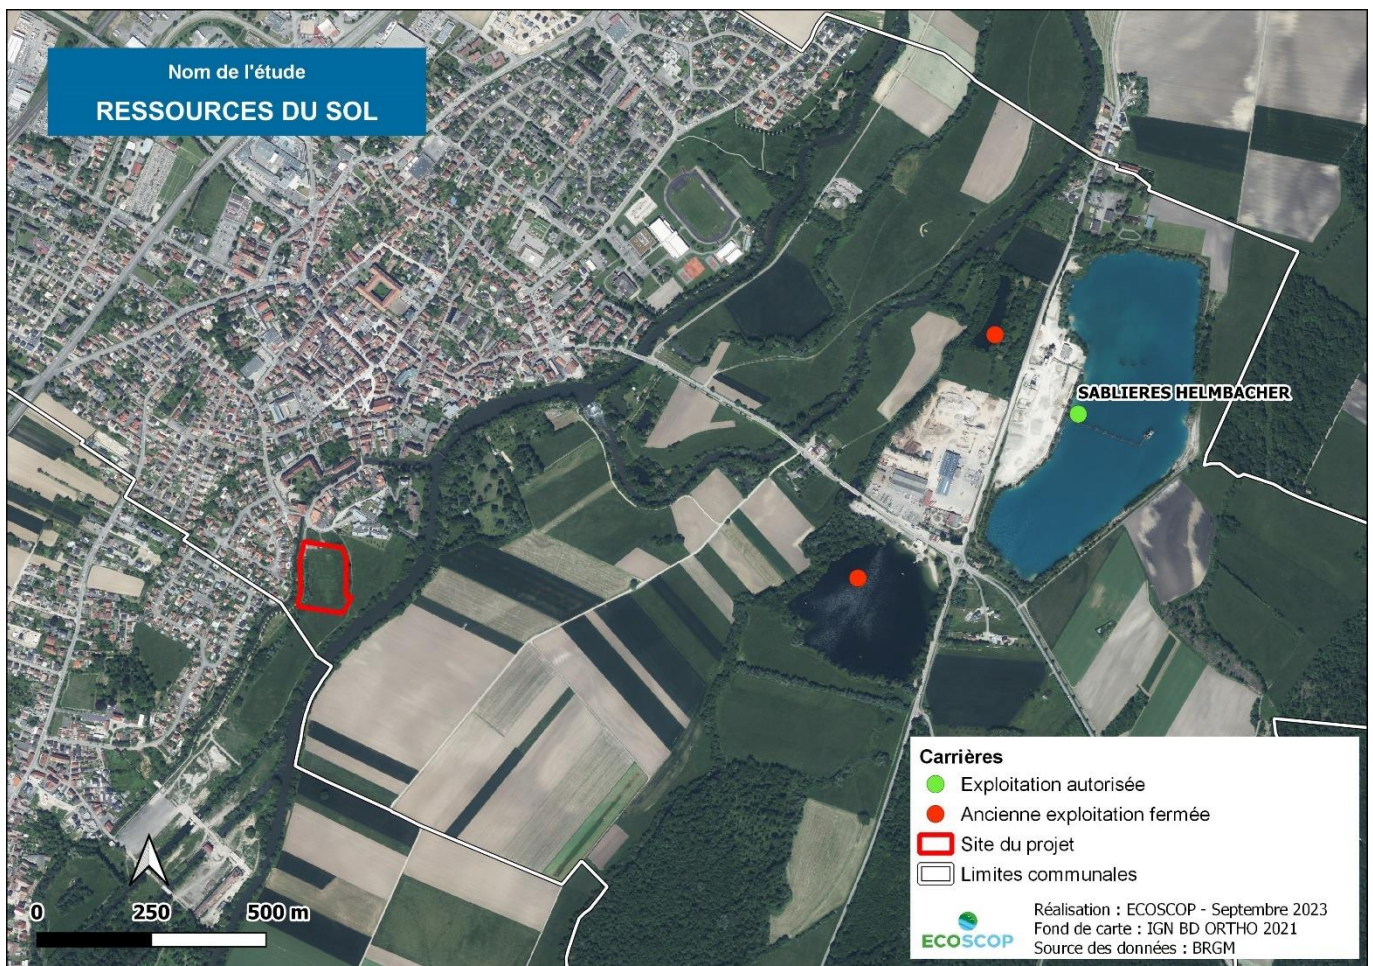 Nom de l'étude
RESSOURCES DU SOL
SABLIERES HELMBACHER
Carrières
Exploitation autorisée
Ancienne exploitation fermée
Site du projet
Limites communales
0 250 500 m
ECOSCOP
Réalisation : ECOSCOP - Septembre 2023
Fond de carte : IGN BD ORTHO 2021
Source des données : BRGM